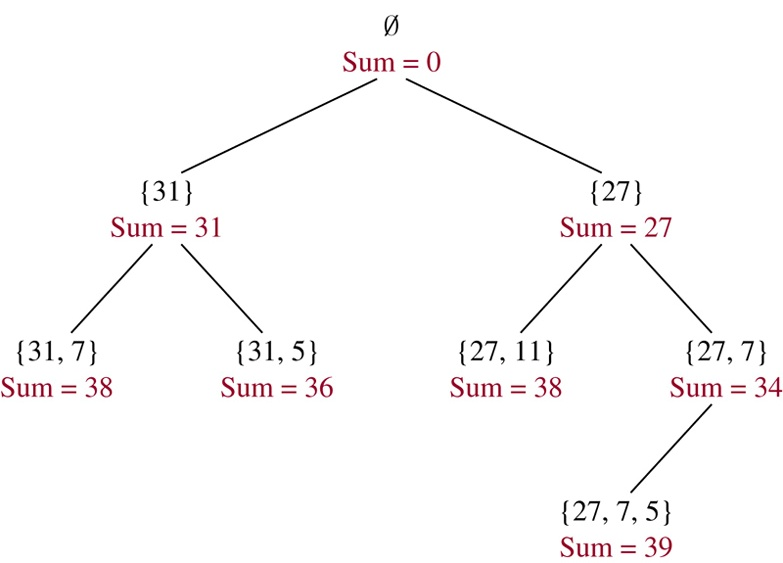 ∅
Sum = 0
{31}
Sum = 31
{27}
Sum = 27
{31, 7}
Sum = 38
{31, 5}
Sum = 36
{27, 11}
Sum = 38
{27, 7}
Sum = 34
{27, 7, 5}
Sum = 39